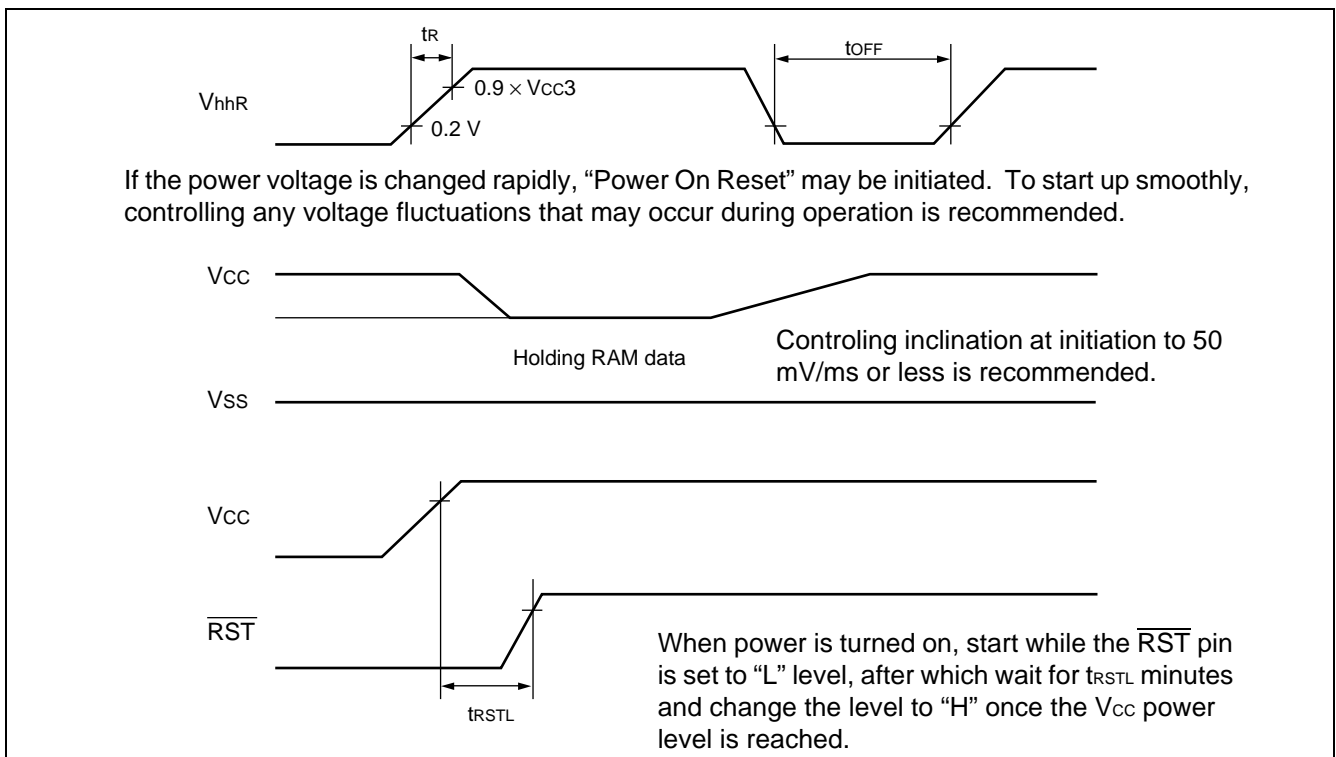 tR
tOFF
VhhR
0.9 × VCC3
0.2 V
If the power voltage is changed rapidly, “Power On Reset” may be initiated. To start up smoothly,
controlling any voltage fluctuations that may occur during operation is recommended.
VCC
Holding RAM data
Controling inclination at initiation to 50
mV/ms or less is recommended.
VSS
VCC
RST
When power is turned on, start while the RST pin
is set to “L” level, after which wait for tRSTL minutes
and change the level to “H” once the VCC power
level is reached.
tRSTL